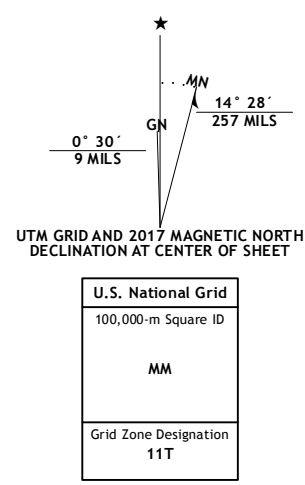 ★
MN
14° 28´
257 MILS
GN
0° 30´
9 MILS
UTM GRID AND 2017 MAGNETIC NORTH
DECLINATION AT CENTER OF SHEET
U.S. National Grid
100,000-m Square ID
MM
Grid Zone Designation
11T